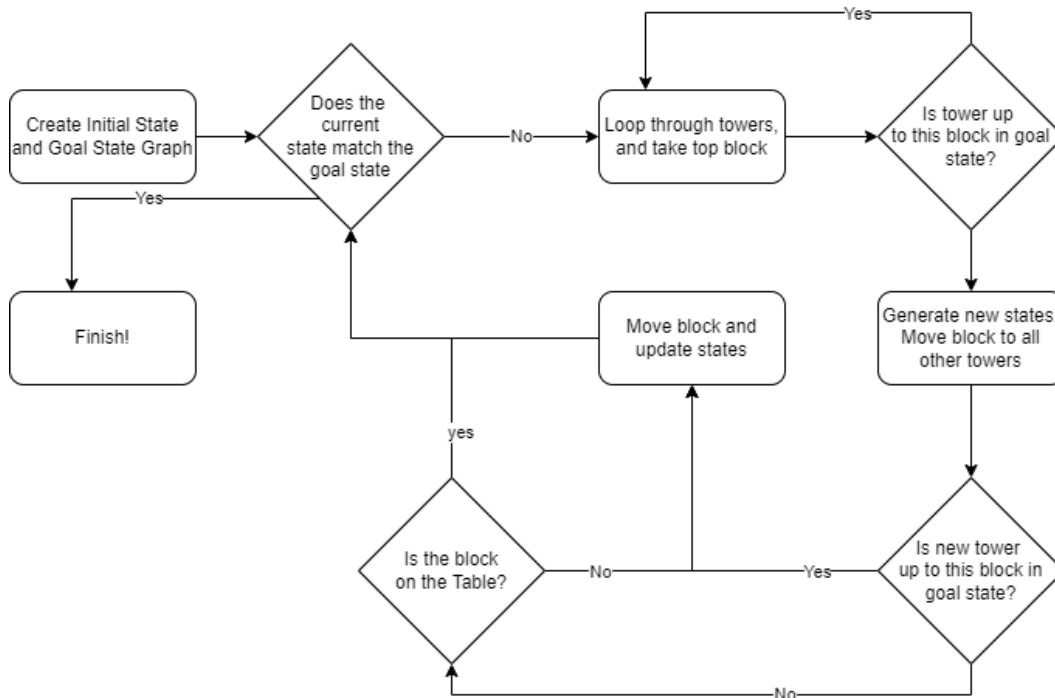 Yes
Create Initial State
and Goal State Graph
Does the
current
state match the
goal state
No
Loop through towers,
and take top block
Is tower up
to this block in goal
state?
Yes
Finish!
Move block and
update states
Generate new states
Move block to all
other towers
yes
Is the block
on the Table?
No
Yes
Is new tower
up to this block in
goal state?
No